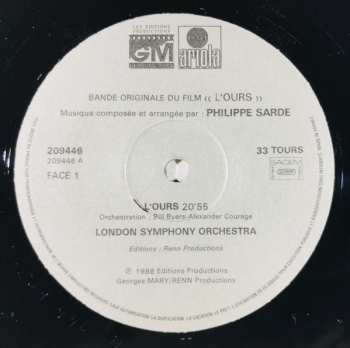 LES EDITIONS
PRODUCTIONS
GM
ariola
BANDE ORIGINALE DU FILM (( L'OURS ))
Musique composée et arrangée par : PHILIPPE SARDE
209446
209446 A
FACE 1
33 TOURS
SACEM
L'OURS 20'55
Orchestration : Bill Byers-Alexander Courage
LONDON SYMPHONY ORCHESTRA
Editions : Renn Productions
℗ 1988 Editions Productions
Georges MARY/RENN Productions